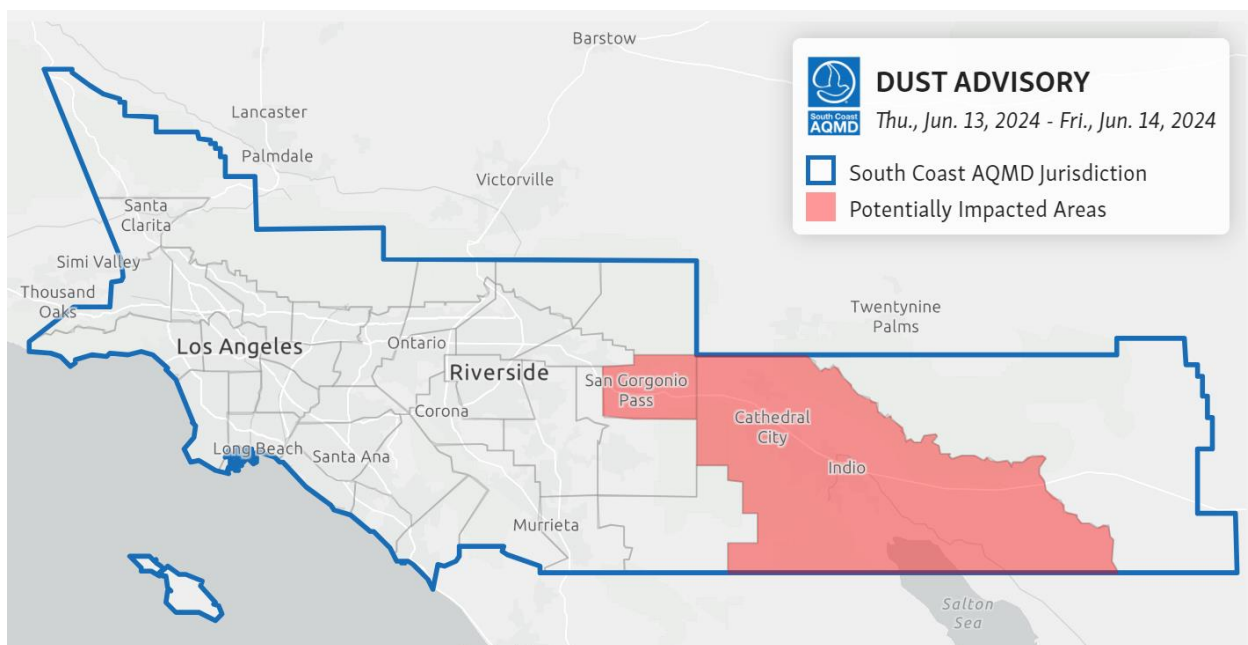 Barstow
DUST ADVISORY
Thu., Jun. 13, 2024 - Fri., Jun. 14, 2024
South Coast
AQMD
South Coast AQMD Jurisdiction
Potentially Impacted Areas
Lancaster
Palmdale
Victorville
Santa
Clarita
Simi Valley
Thousand
Oaks
Twentynine
Palms
Los Angeles
Ontario
Riverside
San Gorgonio
Pass
Corona
Cathedral
City
Long Beach
Santa Ana
Indio
Murrieta
Salton
Sea